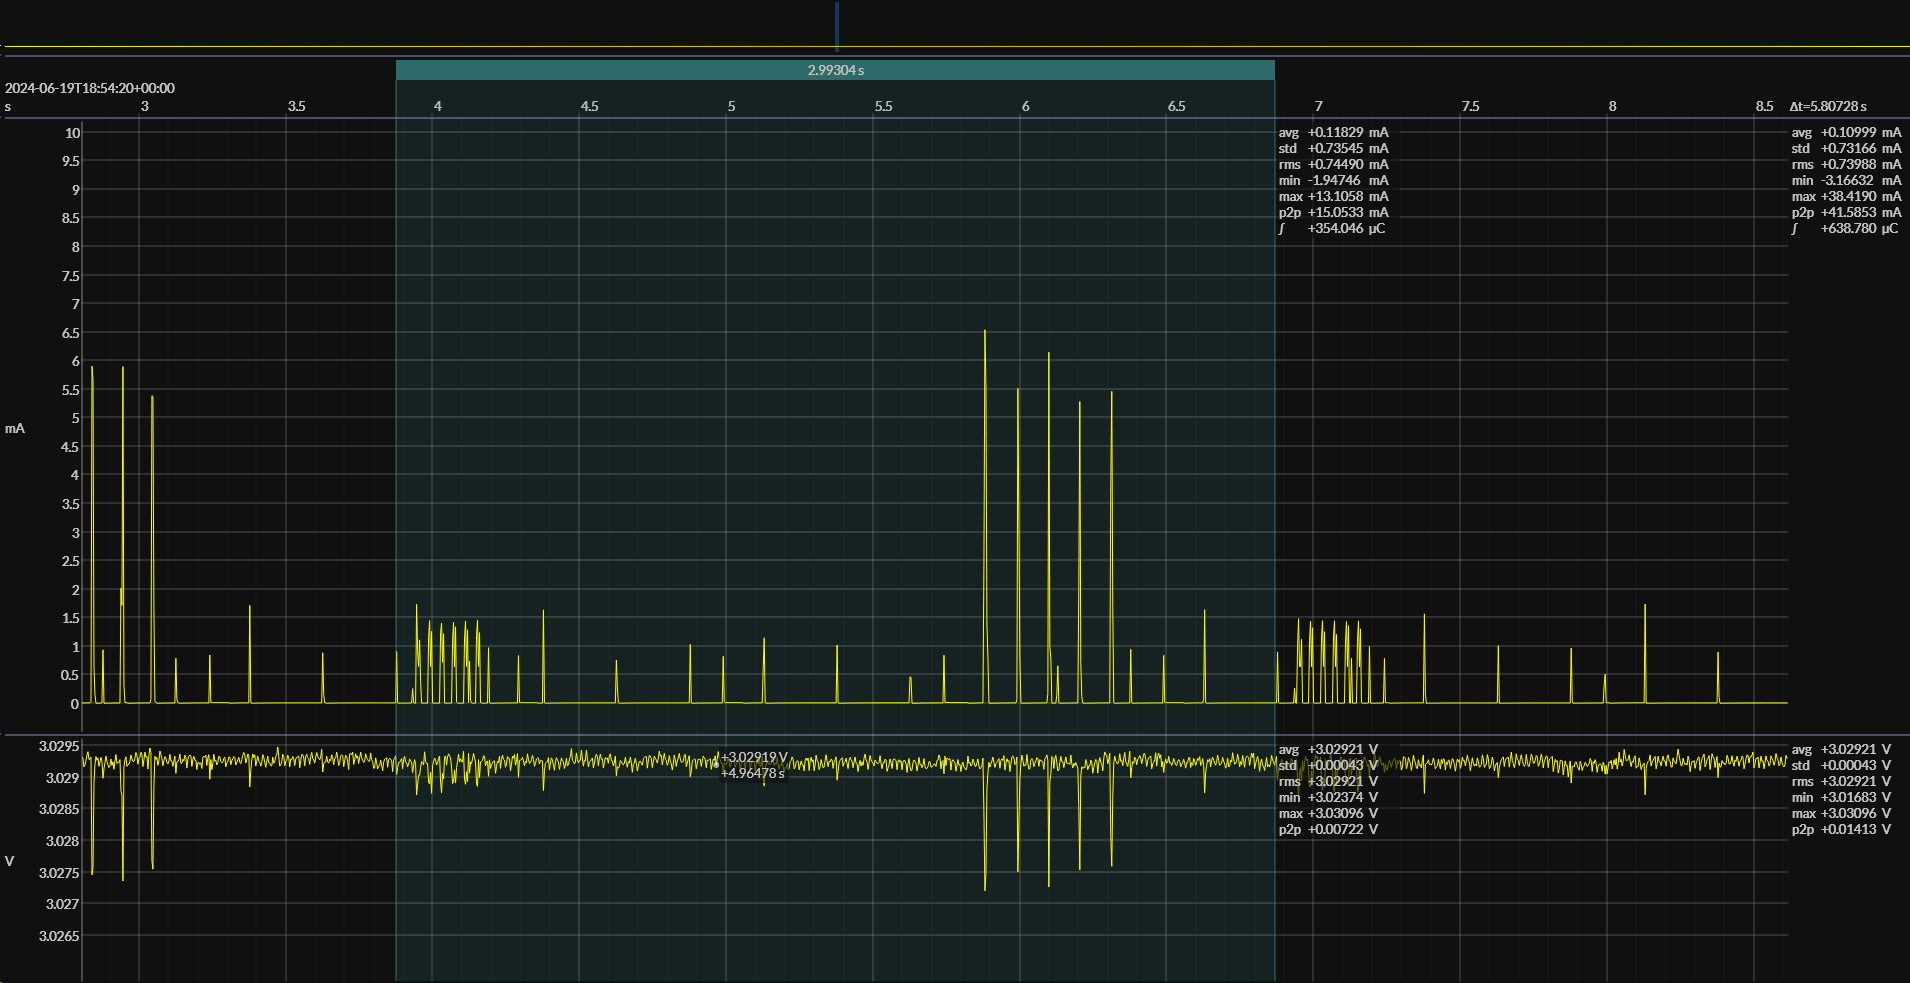 2.99304 s
2024-06-19T18:54:20+00:00
s 3 3.5 4 4.5 5 5.5 6 6.5 7 7.5 8 8.5 Δt=5.80728 s
10
9.5
9
8.5
8
7.5
7
6.5
6
5.5
5
4.5
4
3.5
3
2.5
2
1.5
1
0.5
0
mA
avg +0.11829 mA
std +0.73545 mA
rms +0.74490 mA
min -1.94746 mA
max +13.1058 mA
p2p +15.0533 mA
∫ +354.046 µC
avg +0.10999 mA
std +0.73166 mA
rms +0.73988 mA
min -3.16632 mA
max +38.4190 mA
p2p +41.5853 mA
∫ +638.780 µC
3.0295
3.029
3.0285
3.028
3.0275
3.027
3.0265
V
+3.02919 V
+4.96478 s
avg +3.02921 V
std +0.00043 V
rms +3.02921 V
min +3.02374 V
max +3.03096 V
p2p +0.00722 V
avg +3.02921 V
std +0.00043 V
rms +3.02921 V
min +3.01683 V
max +3.03096 V
p2p +0.01413 V